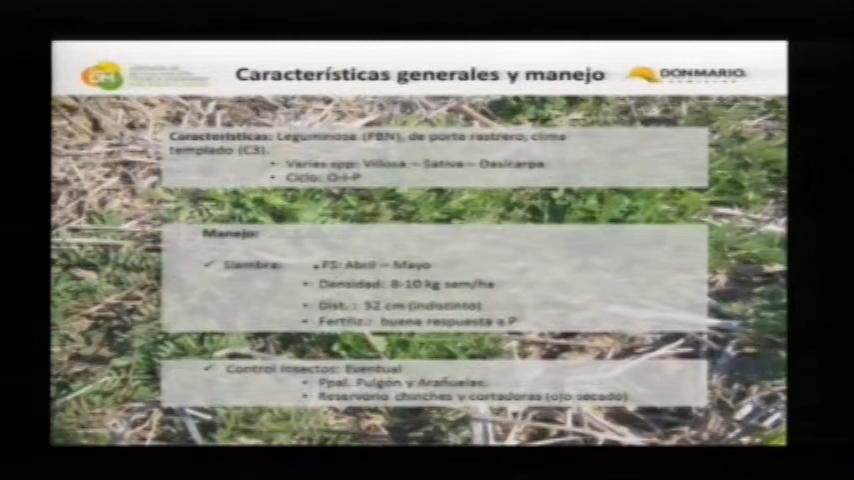 DM
Características generales y manejo
DONMARIO
Características: Leguminosa (FBN), de porte rastrero, clima
templado (C3).
• Varias spp: Villosa – Sativa – Dasicarpa
• Ciclo: O-I-P
Manejo:
✓ Siembra: • FS: Abril – Mayo
• Densidad: 8-10 kg sem/ha
• Dist. : 52 cm (indistinto)
• Fertiliz.: buena respuesta a P
✓ Control Insectos: Eventual
• Ppal. Pulgón y Arañuelas.
• Reservorio chinches y cortadoras (ojo secado)